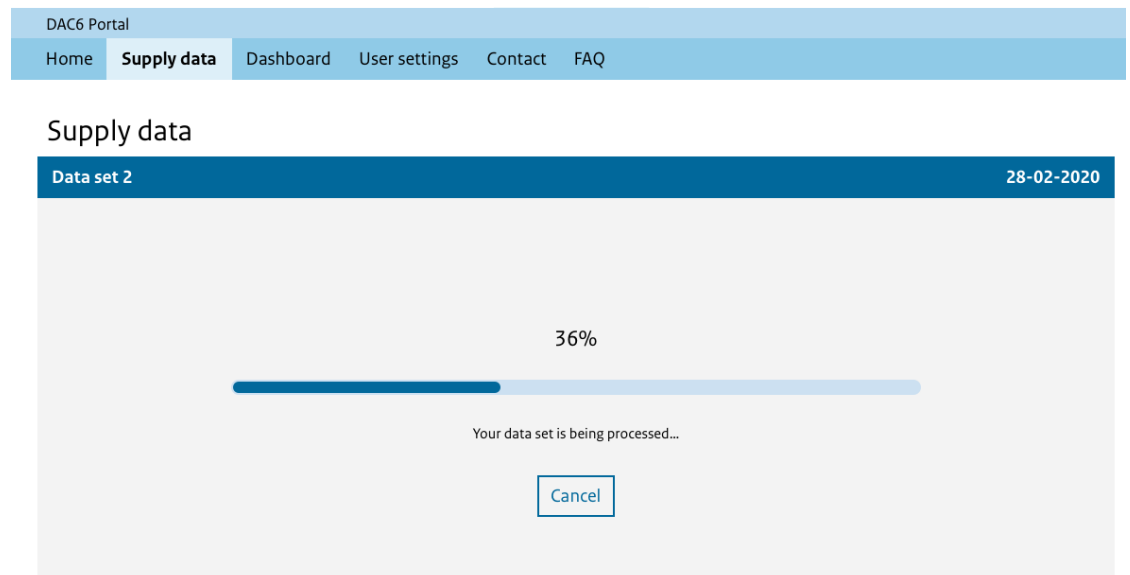 DAC6 Portal
Home Supply data Dashboard User settings Contact FAQ
Supply data
Data set 2 28-02-2020
36%
Your data set is being processed...
Cancel